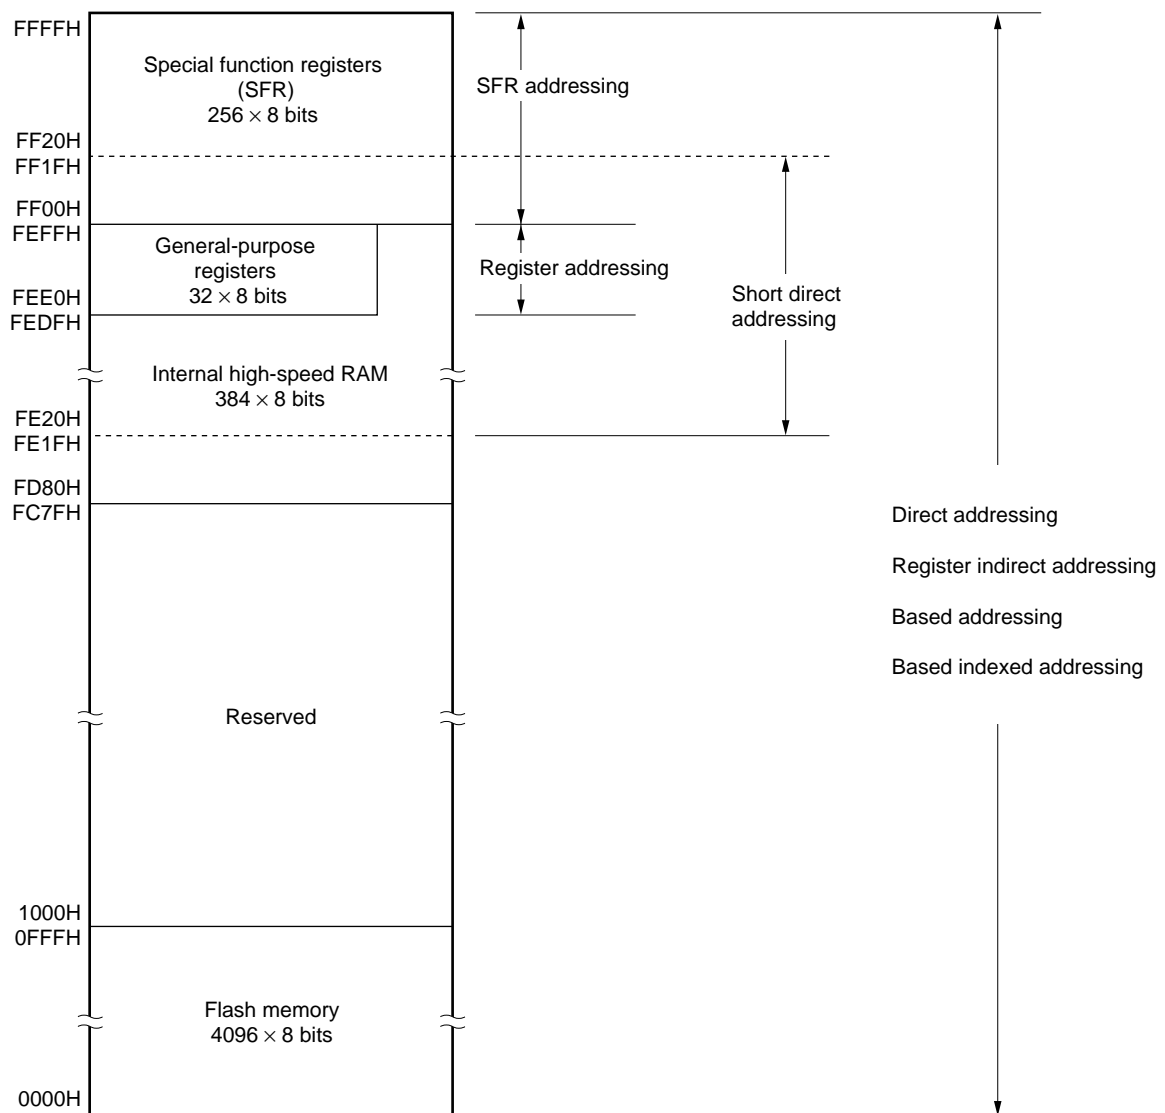 FFFFH
Special function registers
(SFR)
256 × 8 bits
SFR addressing
FF20H
FF1FH
FF00H
FEFFH
General-purpose
registers
32 × 8 bits
Register addressing
FEE0H
FEDFH
Short direct
addressing
Internal high-speed RAM
384 × 8 bits
FE20H
FE1FH
FD80H
FC7FH
Direct addressing
Register indirect addressing
Based addressing
Based indexed addressing
Reserved
1000H
0FFFH
Flash memory
4096 × 8 bits
0000H